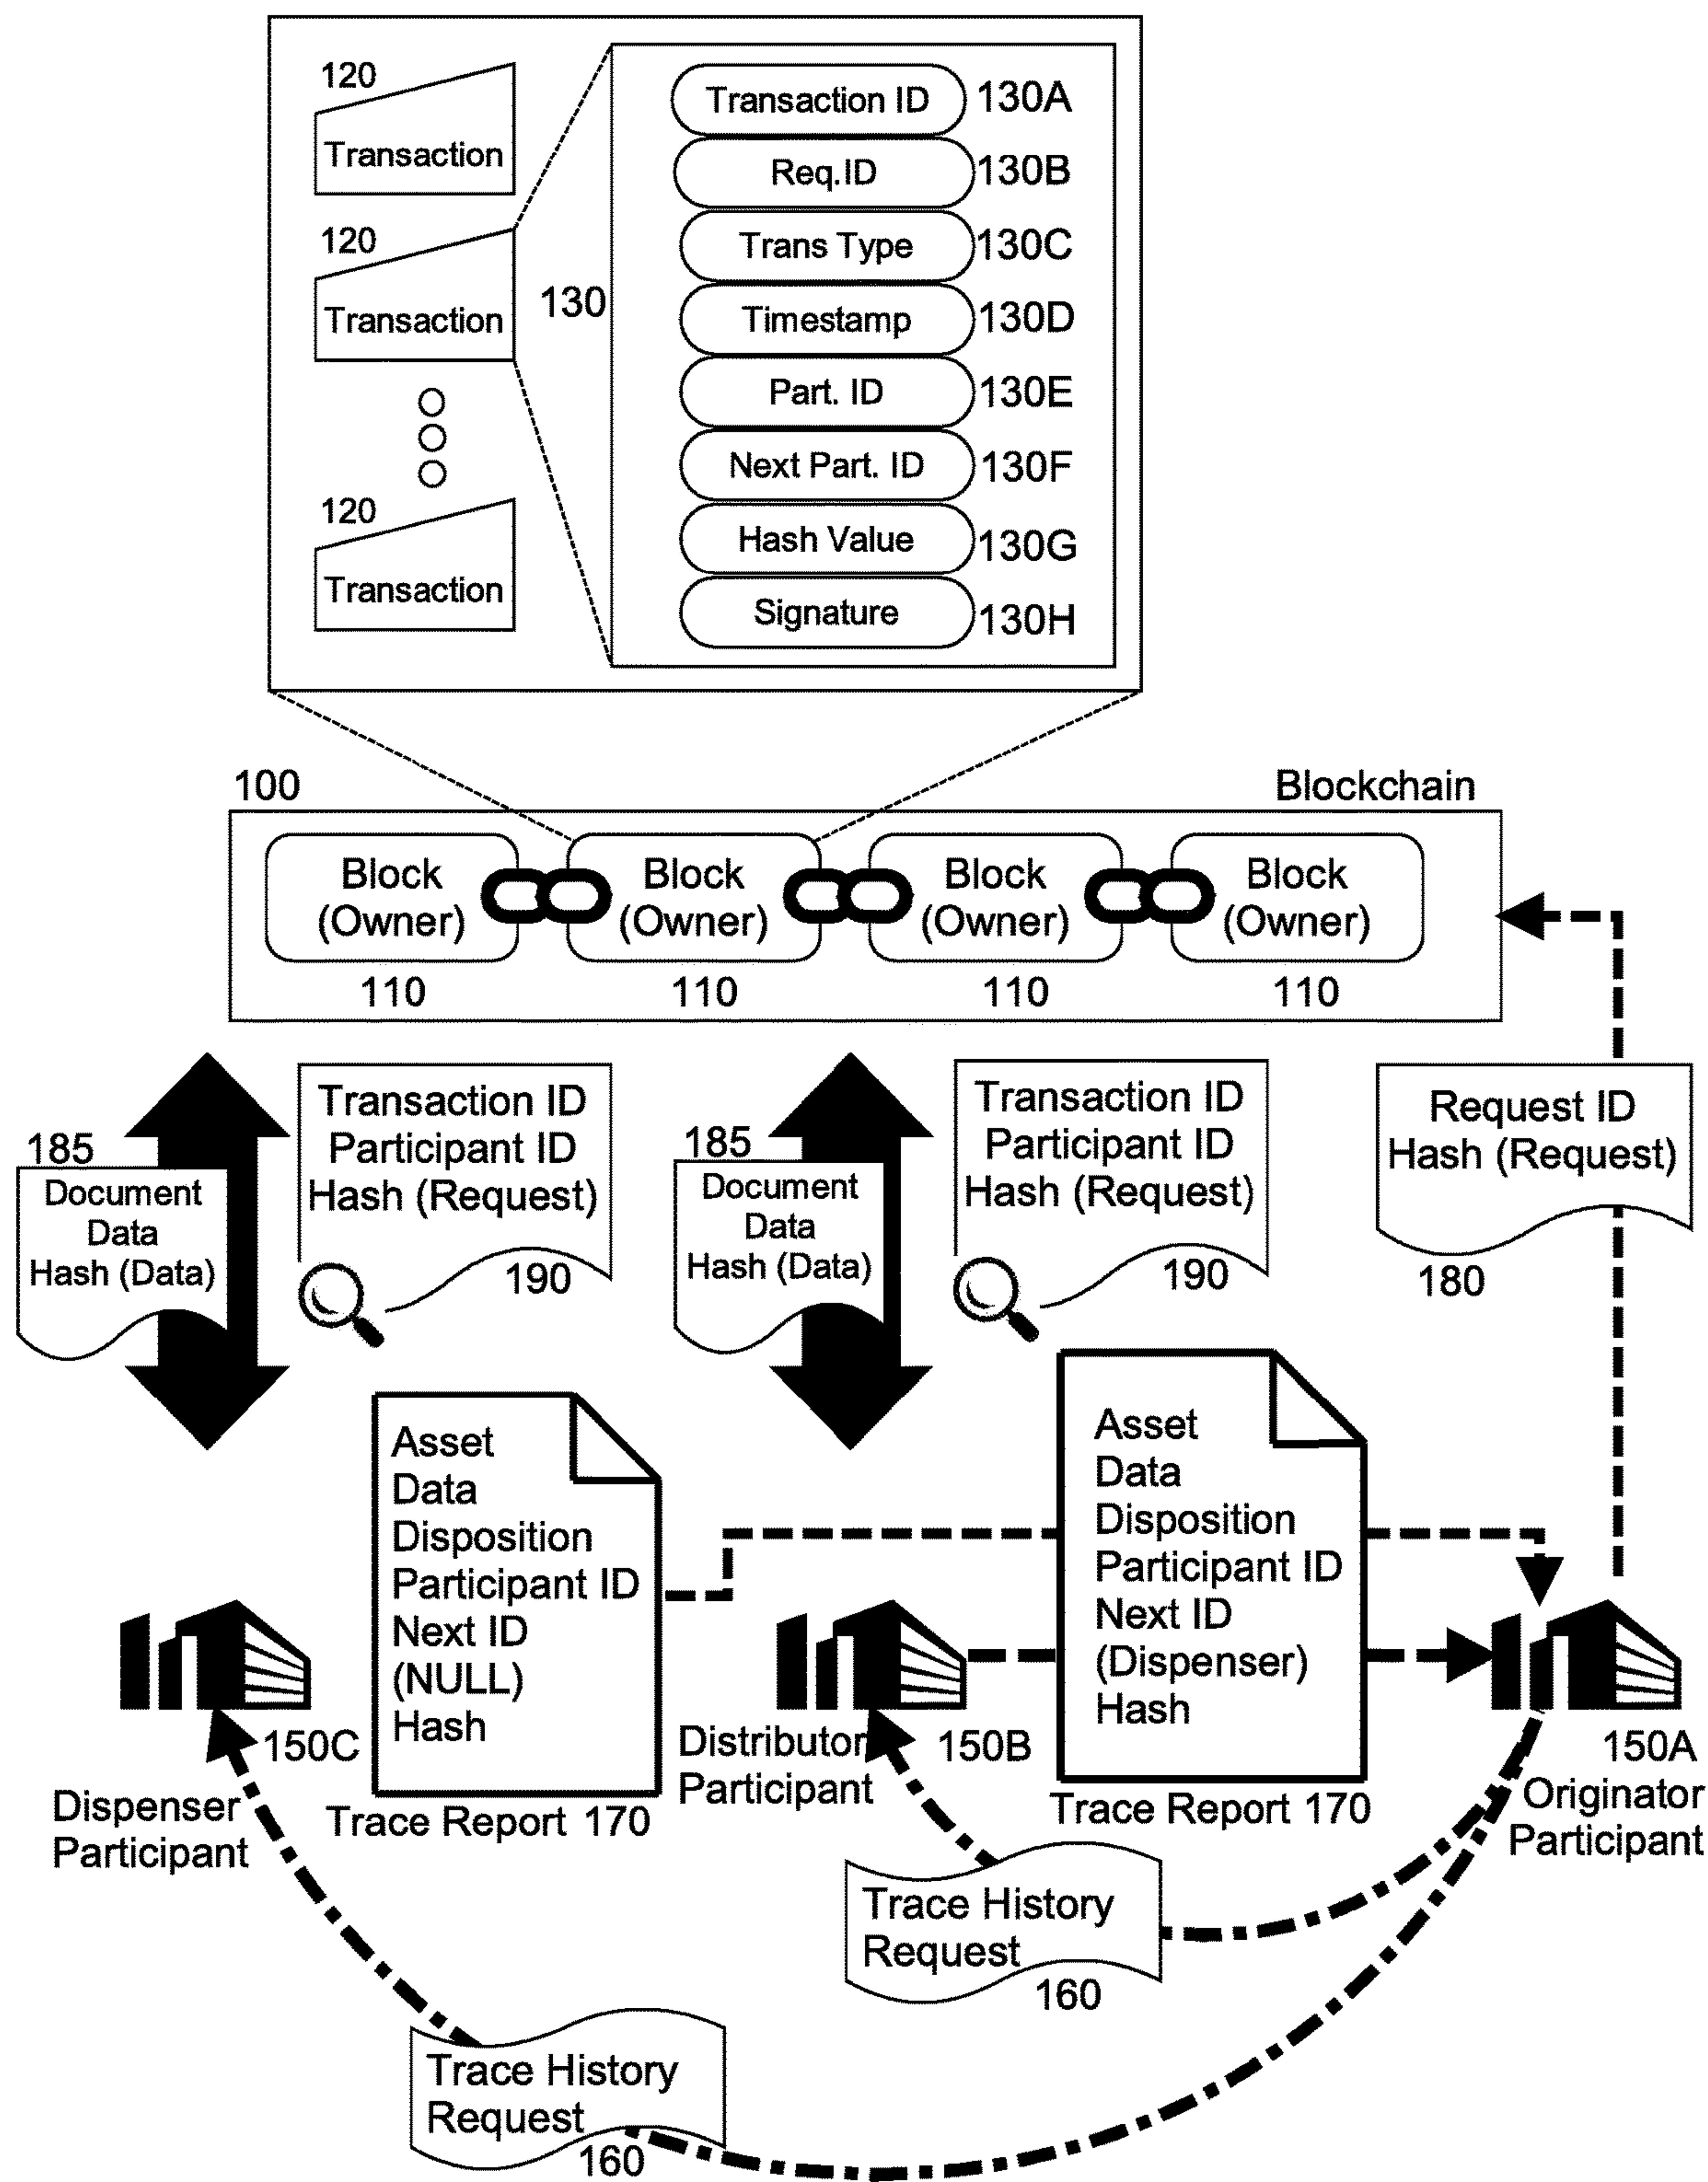 120
Transaction
120
Transaction
120
Transaction
130
Transaction ID 130A
Req.ID 130B
Trans Type 130C
Timestamp 130D
Part. ID 130E
Next Part. ID 130F
Hash Value 130G
Signature 130H
100
Blockchain
Block
(Owner)
110
Block
(Owner)
110
Block
(Owner)
110
Block
(Owner)
110
185
Document
Data
Hash (Data)
Transaction ID
Participant ID
Hash (Request)
190
185
Document
Data
Hash (Data)
Transaction ID
Participant ID
Hash (Request)
190
Request ID
Hash (Request)
180
Asset
Data
Disposition
Participant ID
Next ID
(NULL)
Hash
Trace Report 170
Asset
Data
Disposition
Participant ID
Next ID
(Dispenser)
Hash
Trace Report 170
150C
Dispenser
Participant
150B
Distributor
Participant
150A
Originator
Participant
Trace History
Request
160
Trace History
Request
160